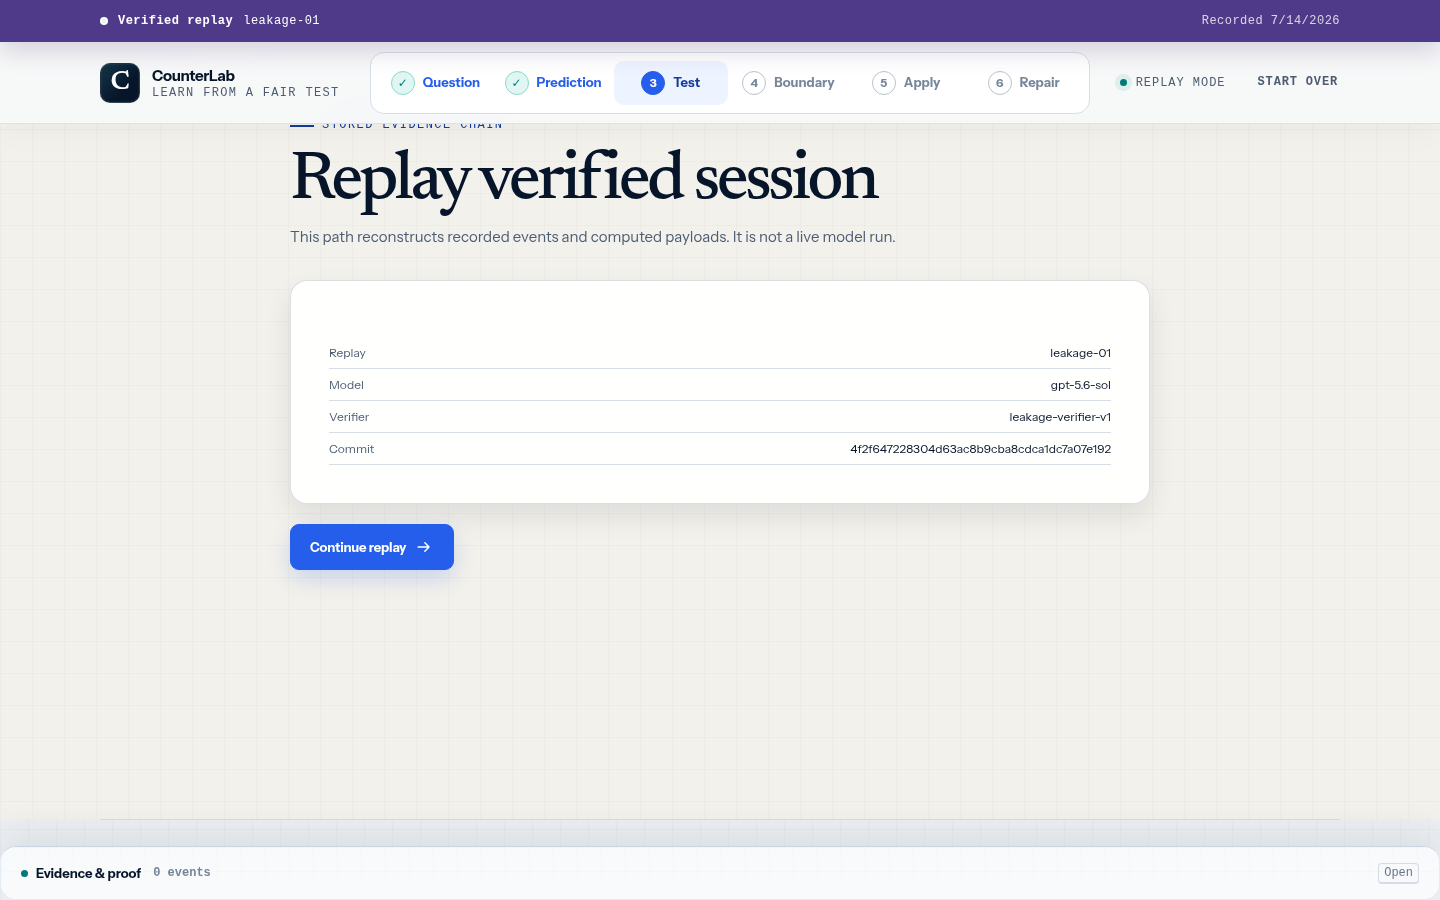 Verified replay leakage-01
Recorded 7/14/2026
C
CounterLab
LEARN FROM A FAIR TEST
✓ Question
✓ Prediction
3 Test
4 Boundary
5 Apply
6 Repair
REPLAY MODE
START OVER
STORED EVIDENCE CHAIN
Replay verified session
This path reconstructs recorded events and computed payloads. It is not a live model run.
Replay leakage-01
Model gpt-5.6-sol
Verifier leakage-verifier-v1
Commit 4f2f647228304d63ac8b9cba8cdca1dc7a07e192
Continue replay →
Evidence & proof 0 events
Open